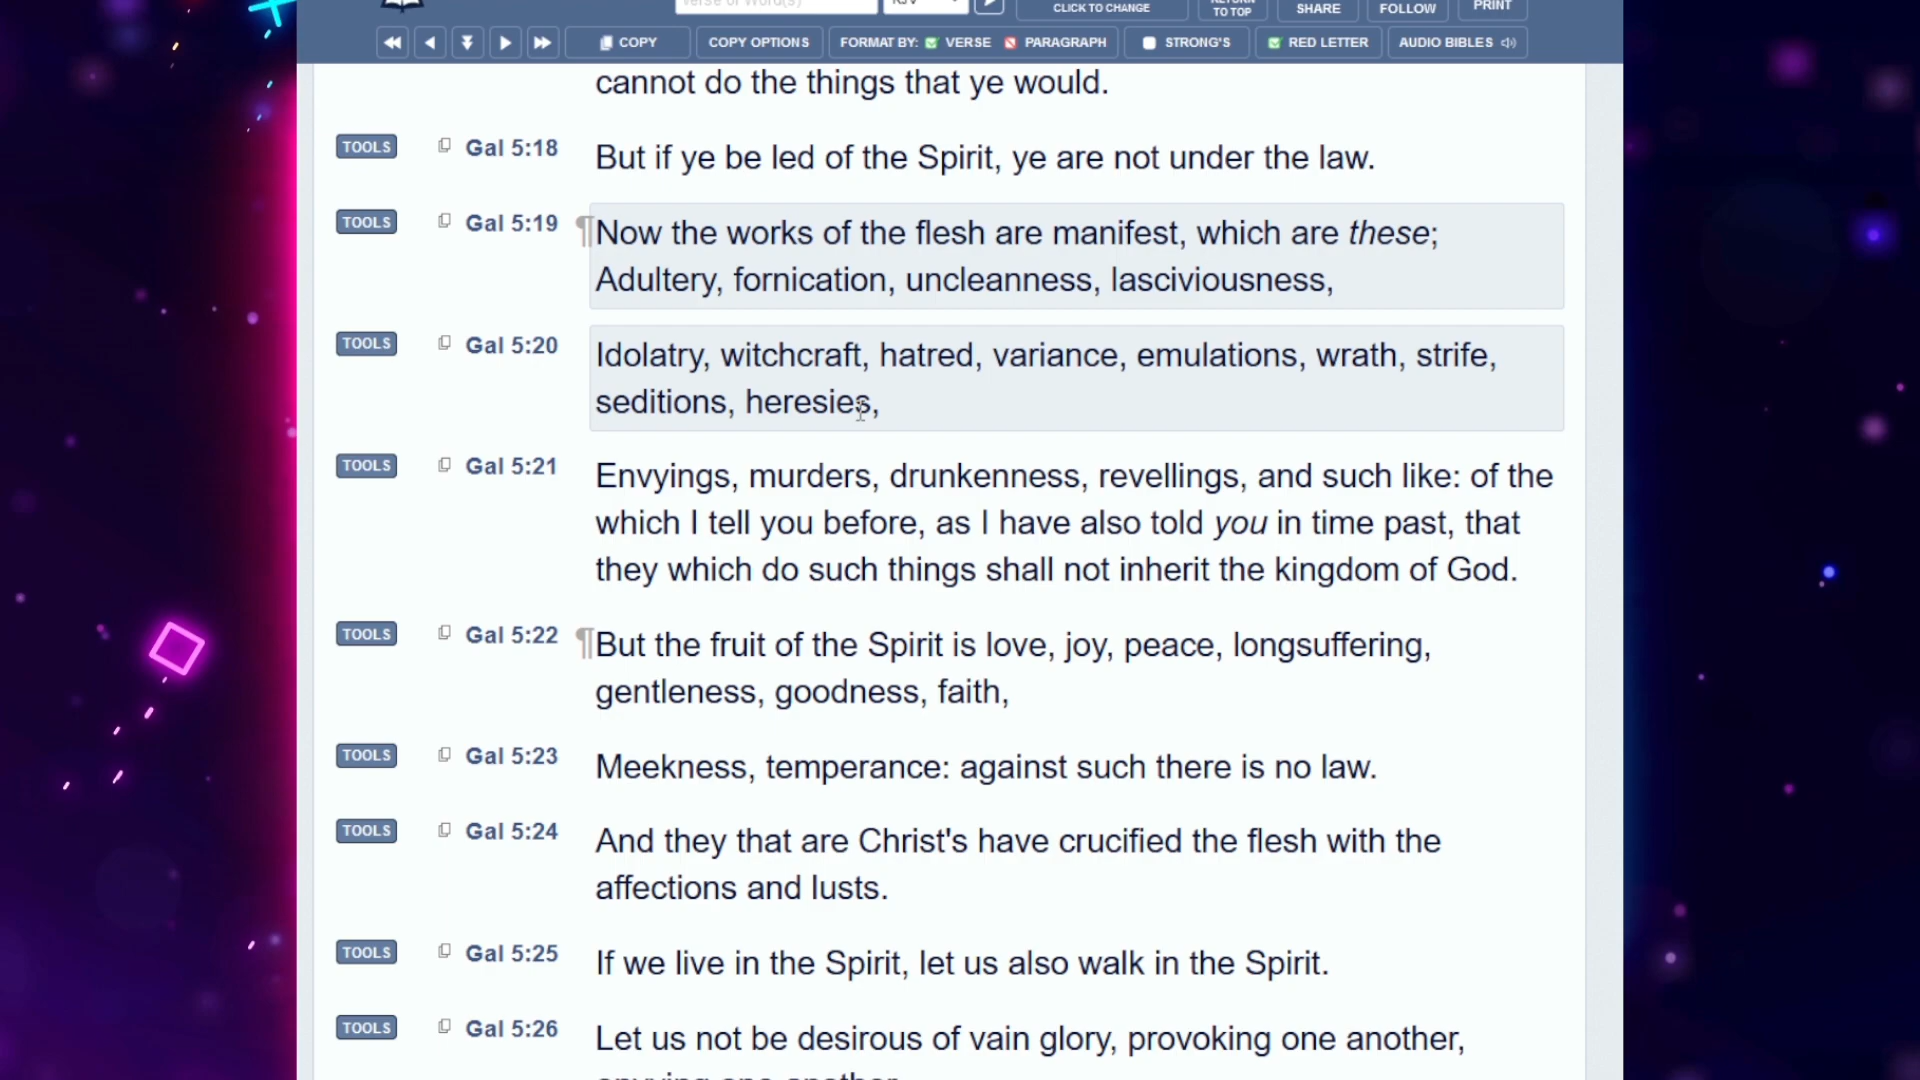 Verse or Word(s)
KJV
CLICK TO CHANGE
RETURN
TO TOP
SHARE
FOLLOW
PRINT
COPY
COPY OPTIONS
FORMAT BY: VERSE PARAGRAPH
STRONG'S
RED LETTER
AUDIO BIBLES
cannot do the things that ye would.
TOOLS Gal 5:18 But if ye be led of the Spirit, ye are not under the law.
TOOLS Gal 5:19 ¶Now the works of the flesh are manifest, which are these;
Adultery, fornication, uncleanness, lasciviousness,
TOOLS Gal 5:20 Idolatry, witchcraft, hatred, variance, emulations, wrath, strife,
seditions, heresies,
TOOLS Gal 5:21 Envyings, murders, drunkenness, revellings, and such like: of the
which I tell you before, as I have also told you in time past, that
they which do such things shall not inherit the kingdom of God.
TOOLS Gal 5:22 ¶But the fruit of the Spirit is love, joy, peace, longsuffering,
gentleness, goodness, faith,
TOOLS Gal 5:23 Meekness, temperance: against such there is no law.
TOOLS Gal 5:24 And they that are Christ's have crucified the flesh with the
affections and lusts.
TOOLS Gal 5:25 If we live in the Spirit, let us also walk in the Spirit.
TOOLS Gal 5:26 Let us not be desirous of vain glory, provoking one another,
envying one another.